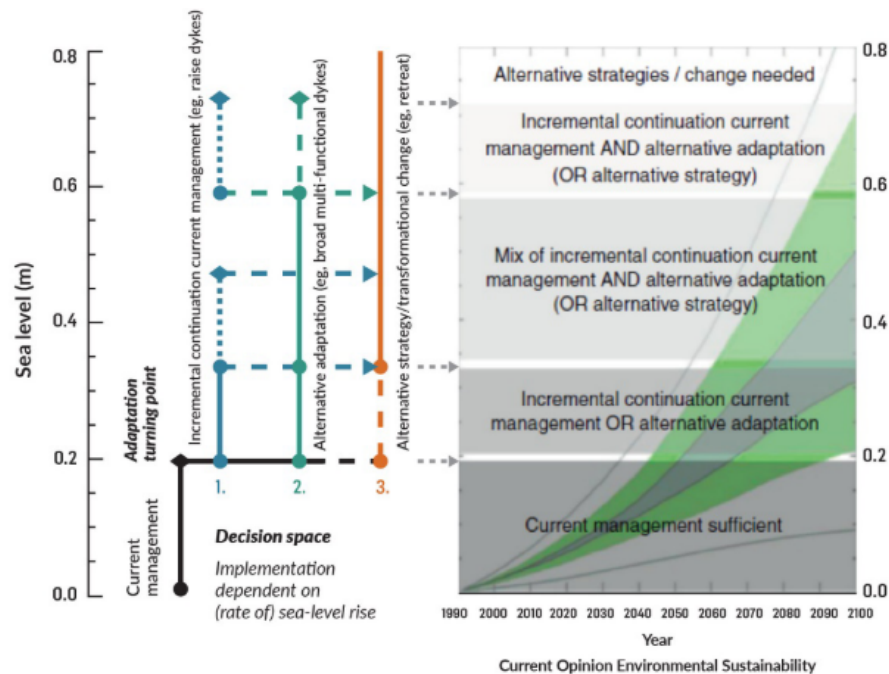 Sea level (m)
0.8
0.6
0.4
0.2
0.0
Adaptation
turning point
Current
management
Incremental continuation current management (eg, raise dykes)
Alternative adaptation (eg, broad multi-functional dykes)
Alternative strategy/transformational change (eg, retreat)
1.
2.
3.
Decision space
Implementation
dependent on
(rate of) sea-level rise
Alternative strategies / change needed
Incremental continuation current
management AND alternative adaptation
(OR alternative strategy)
Mix of incremental continuation current
management AND alternative adaptation
(OR alternative strategy)
Incremental continuation current
management OR alternative adaptation
Current management sufficient
0.8
0.6
0.4
0.2
0.0
1990 2000 2010 2020 2030 2040 2050 2060 2070 2080 2090 2100
Year
Current Opinion Environmental Sustainability